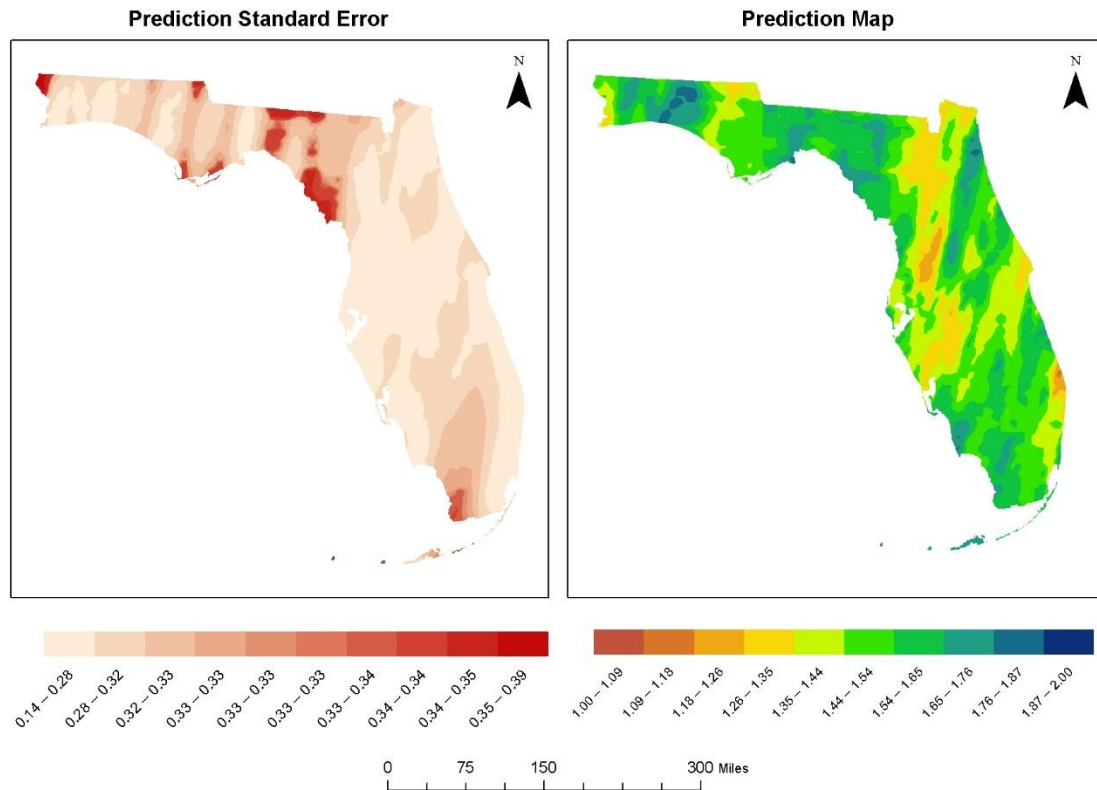 Prediction Standard Error
Prediction Map
N
N
0.14 – 0.28
0.28 – 0.32
0.32 – 0.33
0.33 – 0.33
0.33 – 0.33
0.33 – 0.33
0.33 – 0.34
0.34 – 0.34
0.34 – 0.35
0.35 – 0.39
1.00 – 1.09
1.09 – 1.18
1.18 – 1.26
1.26 – 1.35
1.35 – 1.44
1.44 – 1.54
1.54 – 1.65
1.65 – 1.76
1.76 – 1.87
1.87 – 2.00
0 75 150 300 Miles